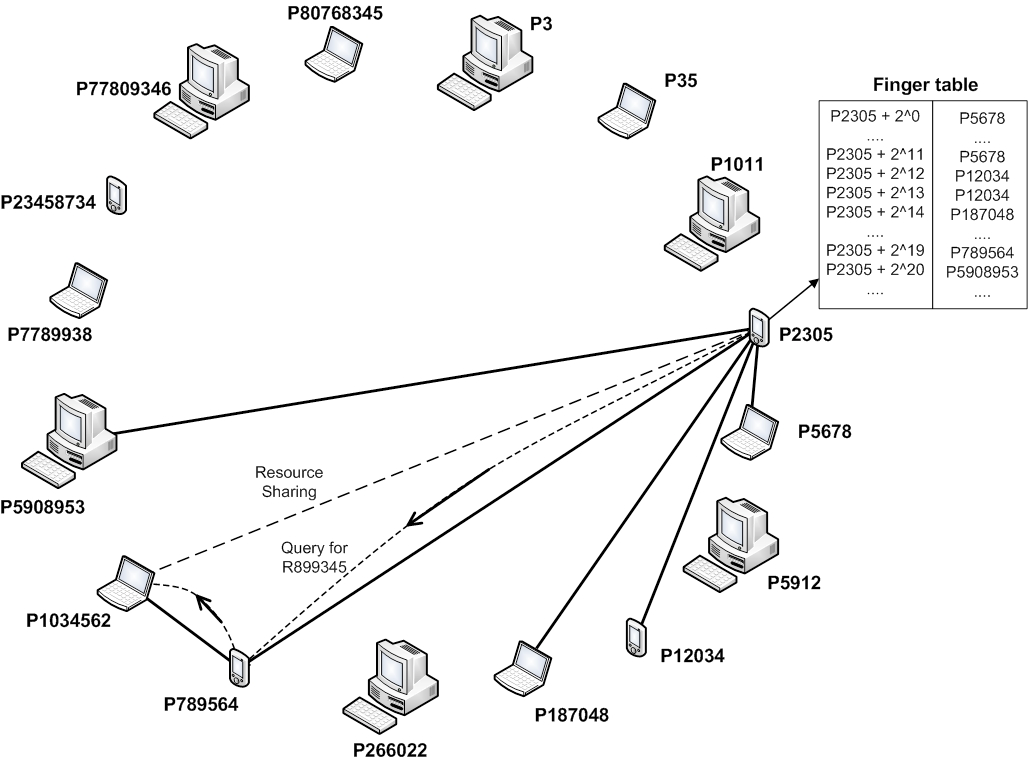 P80768345
P3
P77809346
P35
Finger table
P2305 + 2^0 P5678
.... ....
P2305 + 2^11 P5678
P2305 + 2^12 P12034
P2305 + 2^13 P12034
P2305 + 2^14 P187048
.... ....
P2305 + 2^19 P789564
P2305 + 2^20 P5908953
.... ....
P1011
P23458734
P7789938
P2305
P5678
Resource
Sharing
P5908953
Query for
R899345
P5912
P1034562
P12034
P789564
P187048
P266022